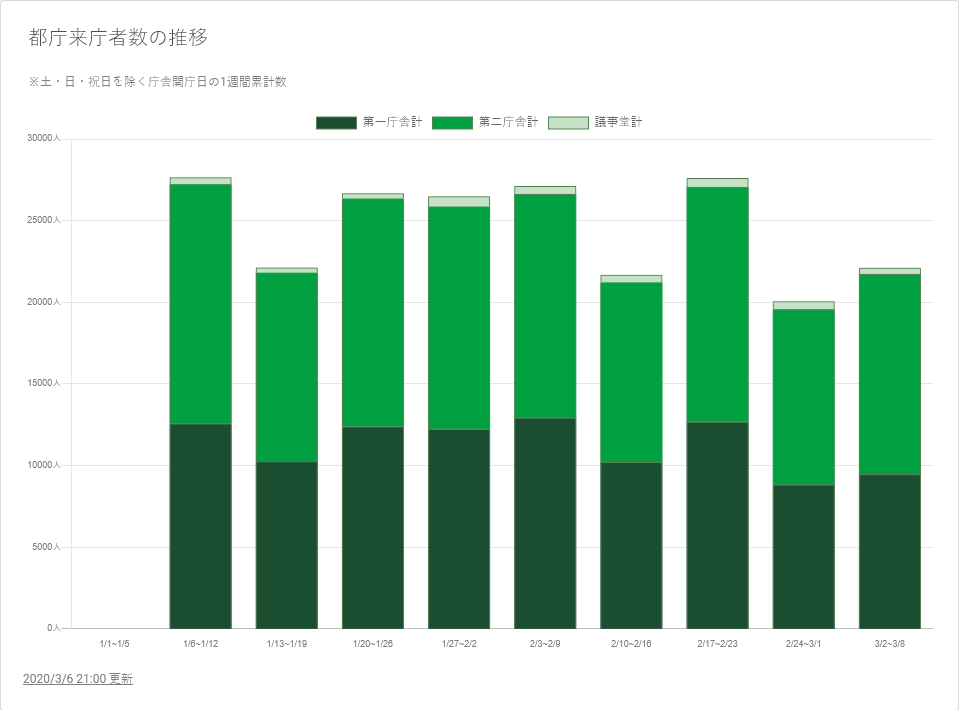 都庁来庁者数の推移
※土・日・祝日を除く庁舎開庁日の1週間累計数
第一庁舎計 第二庁舎計 議事堂計
30000人
25000人
20000人
15000人
10000人
5000人
0人
1/1~1/5 1/6~1/12 1/13~1/19 1/20~1/26 1/27~2/2 2/3~2/9 2/10~2/16 2/17~2/23 2/24~3/1 3/2~3/8
2020/3/6 21:00 更新